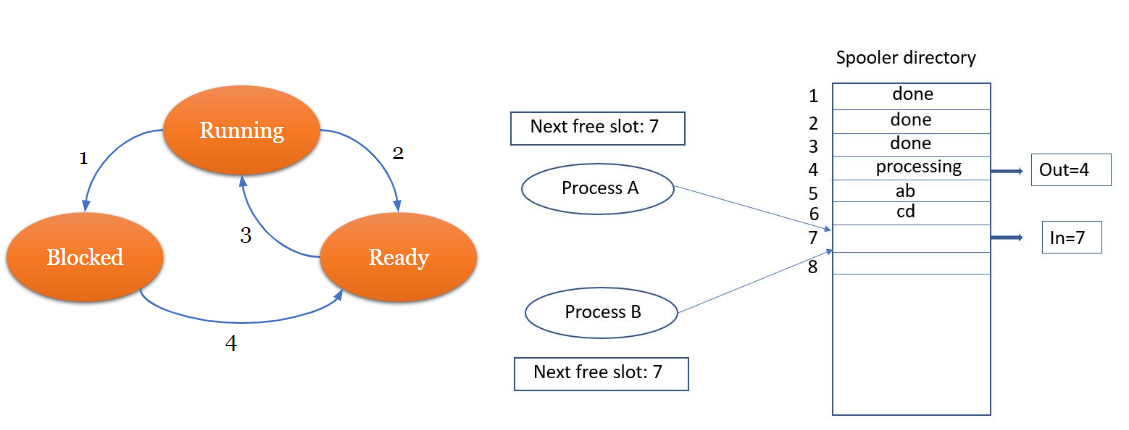 Running
1
2
3
Blocked
Ready
4
Spooler directory
Next free slot: 7
Process A
Process B
Next free slot: 7
1 done
2 done
3 done
4 processing
5 ab
6 cd
7
8
Out=4
In=7